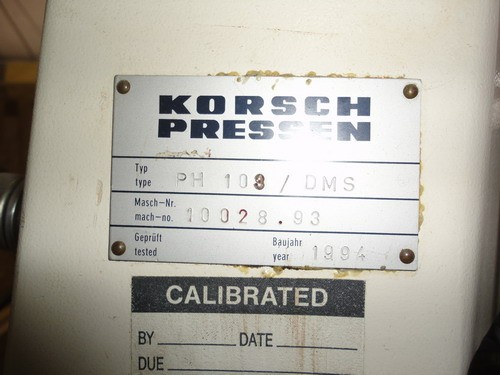 KORSCH
PRESSEN
Typ
type PH 103 / DMS
Masch-Nr.
mach-no. 10028.93
Geprüft
tested
Baujahr
year 1994
CALIBRATED
BY DATE
DUE